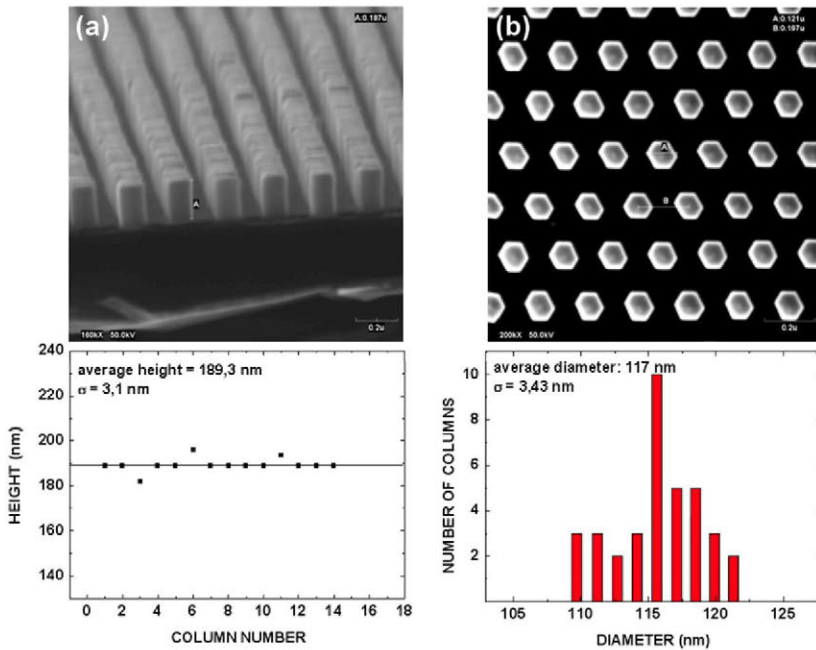 (a)
A:0.187u
A
160kX 50.0kV
0.2u
(b)
A:0.121u
B:0.197u
A
B
200kX 50.0kV
0.2u
240
220
200
180
160
140
average height = 189,3 nm
σ = 3,1 nm
HEIGHT (nm)
0 2 4 6 8 10 12 14 16 18
COLUMN NUMBER
10
8
6
4
2
average diameter: 117 nm
σ = 3,43 nm
NUMBER OF COLUMNS
105 110 115 120 125
DIAMETER (nm)